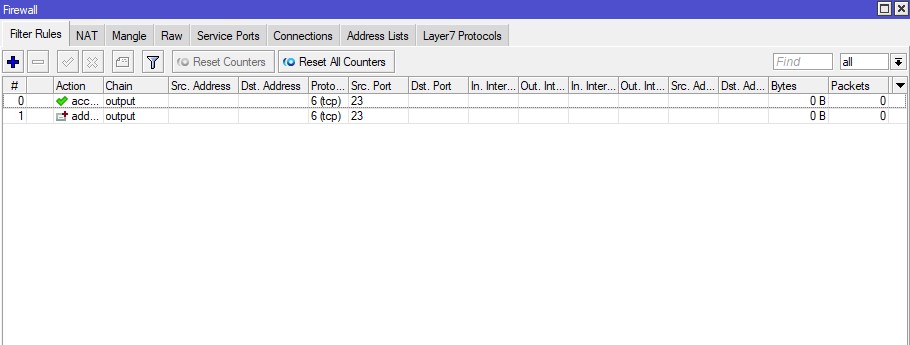 Firewall
Filter Rules NAT Mangle Raw Service Ports Connections Address Lists Layer7 Protocols
Reset Counters Reset All Counters Find all
# Action Chain Src. Address Dst. Address Proto... Src. Port Dst. Port In. Inter... Out. Int... In. Inter... Out. Int... Src. Ad... Dst. Ad... Bytes Packets
0 acc... output 6 (tcp) 23 0 B 0
1 add... output 6 (tcp) 23 0 B 0